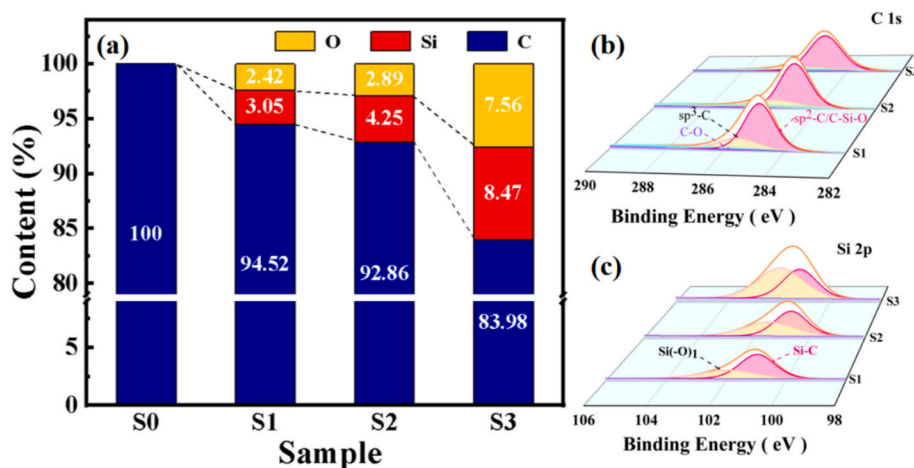 (a)
O Si C
100
95
90
85
80
5
0
Content (%)
100
2.42
3.05
94.52
2.89
4.25
92.86
7.56
8.47
83.98
S0 S1 S2 S3
Sample
(b)
C 1s
sp³-C
C-O
sp²-C/C-Si-O
S3
S2
S1
290 288 286 284 282
Binding Energy ( eV )
(c)
Si 2p
Si(-O)₁
Si-C
S3
S2
S1
106 104 102 100 98
Binding Energy ( eV )